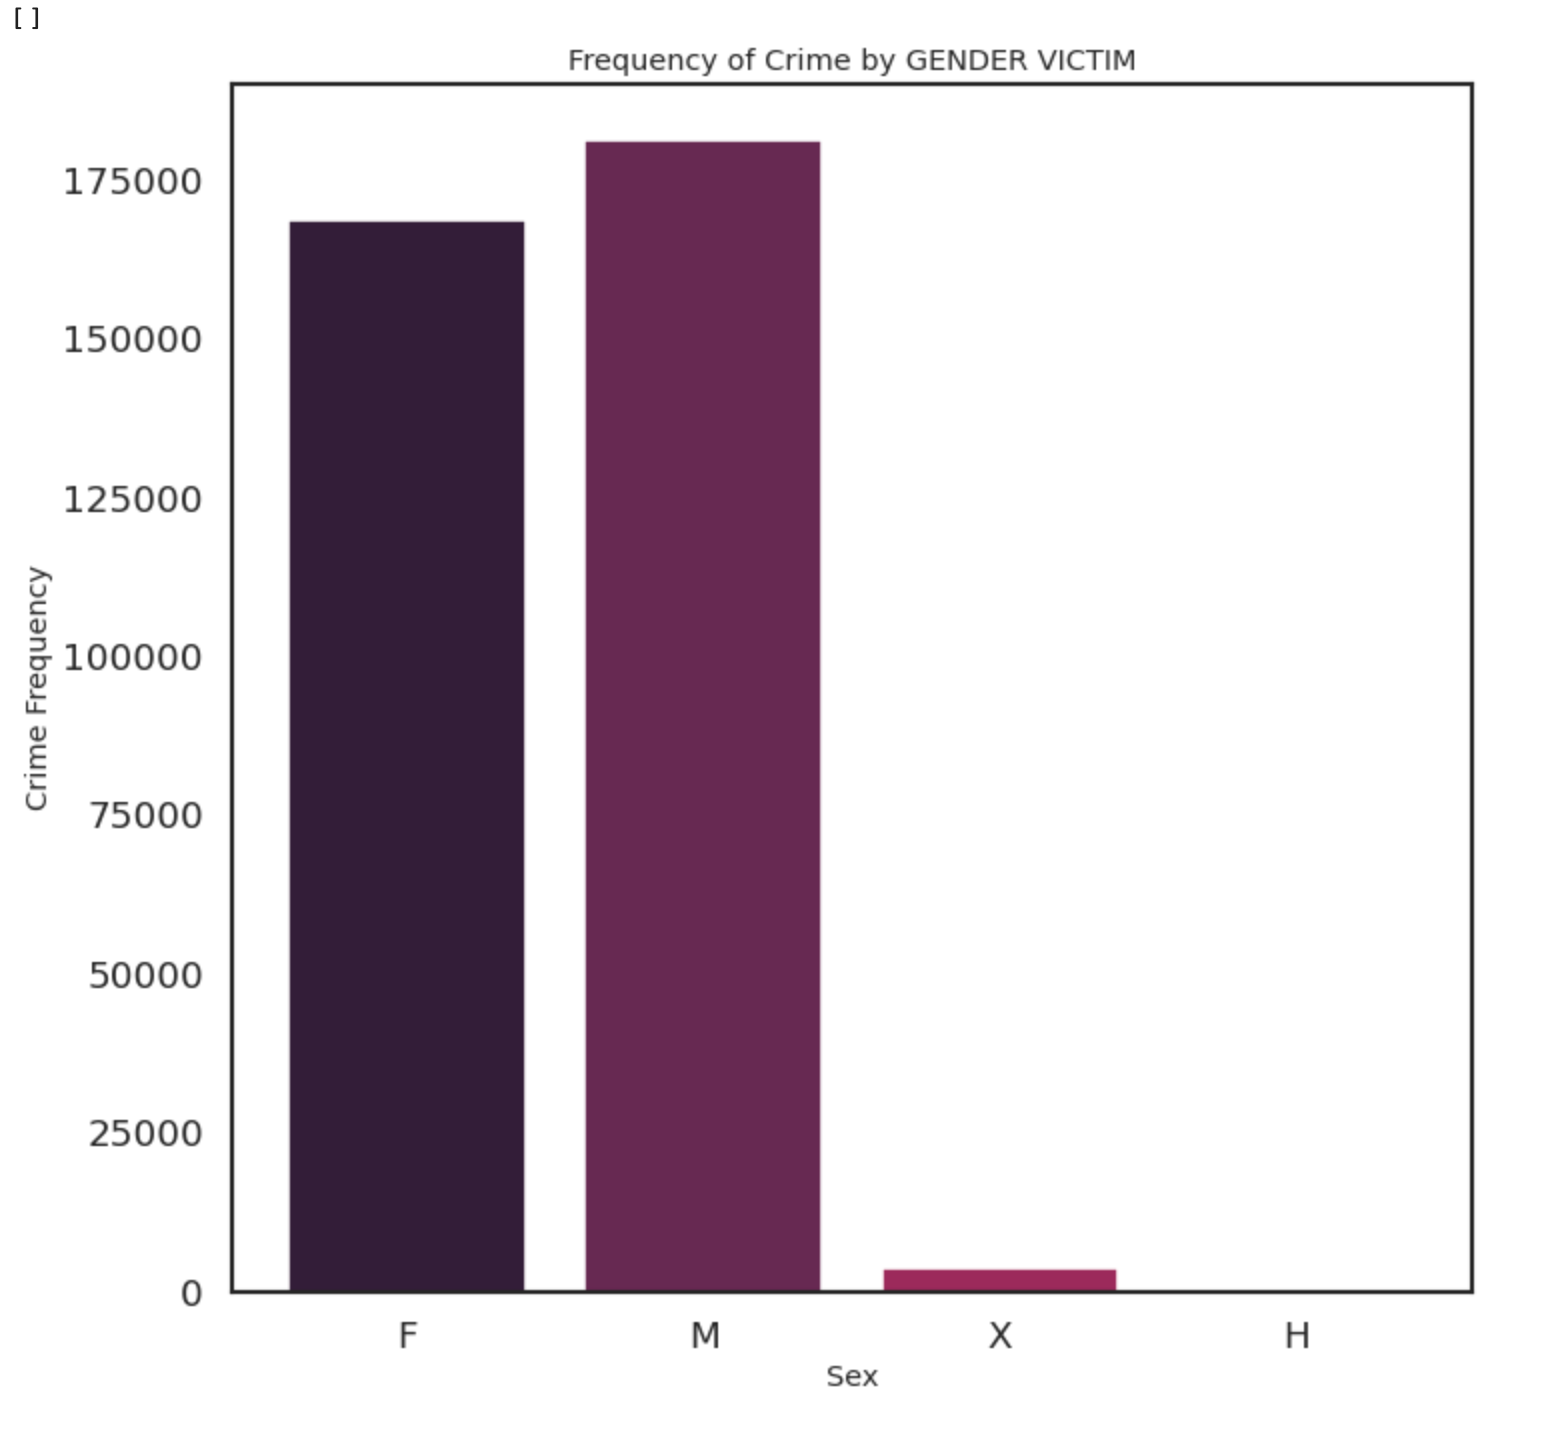 [ ]
Frequency of Crime by GENDER VICTIM
175000
150000
125000
100000
75000
50000
25000
0
Crime Frequency
F M X H
Sex